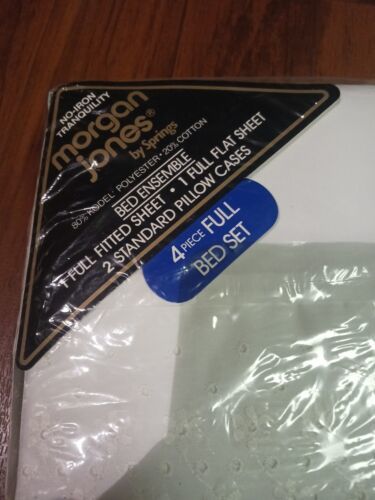 NO-IRON
TRANQUILITY
morgan
jones®
by Springs
80% KODEL POLYESTER • 20% COTTON
BED ENSEMBLE
1 FULL FITTED SHEET • 1 FULL FLAT SHEET
2 STANDARD PILLOW CASES
4 PIECE FULL
BED SET